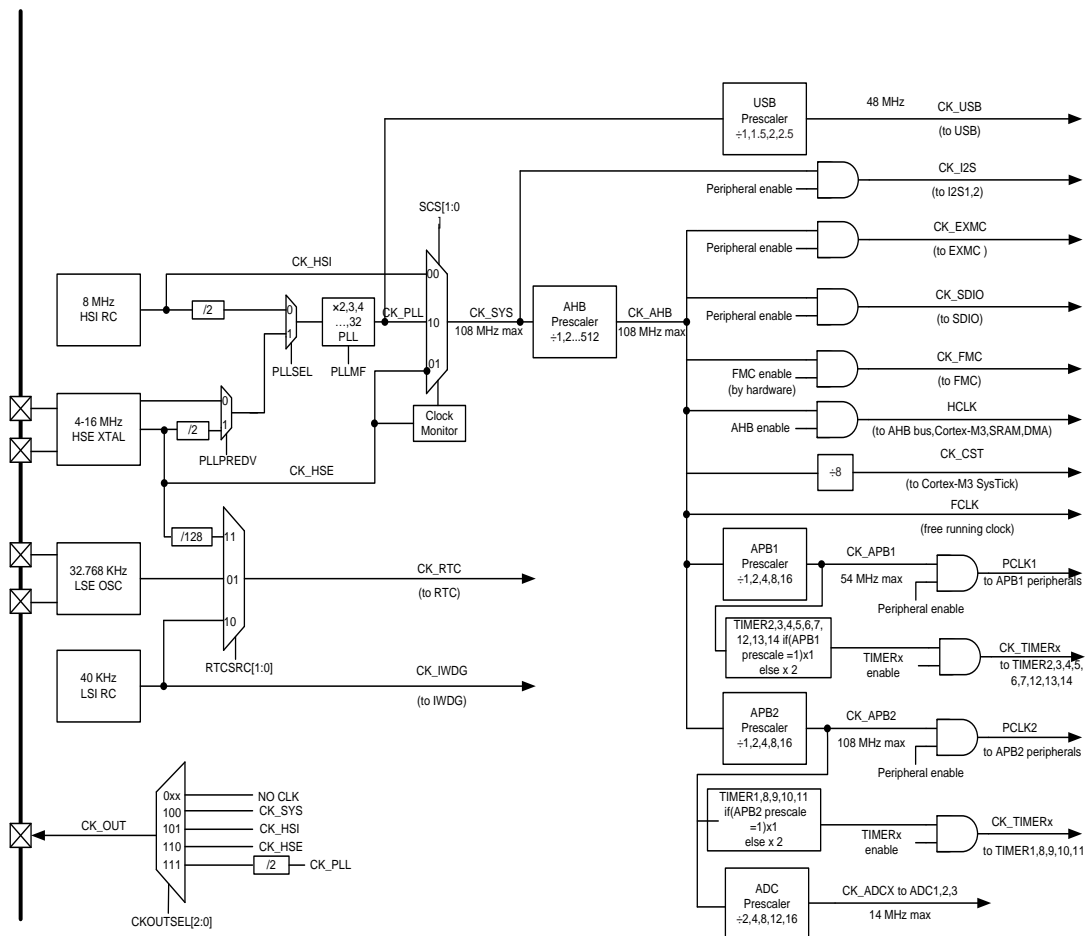 USB
Prescaler
÷1,1.5,2,2.5
48 MHz
CK_USB
(to USB)
Peripheral enable
CK_I2S
(to I2S1,2)
SCS[1:0
]
Peripheral enable
CK_EXMC
(to EXMC )
CK_HSI
00
8 MHz
HSI RC
/2
0
1
PLLSEL
×2,3,4
…,32
PLL
PLLMF
CK_PLL
10
01
CK_SYS
108 MHz max
AHB
Prescaler
÷1,2...512
CK_AHB
108 MHz max
Peripheral enable
CK_SDIO
(to SDIO)
FMC enable
(by hardware)
CK_FMC
(to FMC)
4-16 MHz
HSE XTAL
/2
0
1
PLLPREDV
Clock
Monitor
AHB enable
HCLK
(to AHB bus,Cortex-M3,SRAM,DMA)
CK_HSE
÷8
CK_CST
(to Cortex-M3 SysTick)
FCLK
(free running clock)
/128
11
01
10
RTCSRC[1:0]
32.768 KHz
LSE OSC
CK_RTC
(to RTC)
APB1
Prescaler
÷1,2,4,8,16
CK_APB1
54 MHz max
Peripheral enable
PCLK1
to APB1 peripherals
TIMER2,3,4,5,6,7,
12,13,14 if(APB1
prescale =1)x1
else x 2
TIMERx
enable
CK_TIMERx
to TIMER2,3,4,5,
6,7,12,13,14
40 KHz
LSI RC
CK_IWDG
(to IWDG)
APB2
Prescaler
÷1,2,4,8,16
CK_APB2
108 MHz max
Peripheral enable
PCLK2
to APB2 peripherals
TIMER1,8,9,10,11
if(APB2 prescale
=1)x1
else x 2
TIMERx
enable
CK_TIMERx
to TIMER1,8,9,10,11
CK_OUT
0xx
NO CLK
100
CK_SYS
101
CK_HSI
110
CK_HSE
111
/2
CK_PLL
CKOUTSEL[2:0]
ADC
Prescaler
÷2,4,8,12,16
CK_ADCX to ADC1,2,3
14 MHz max